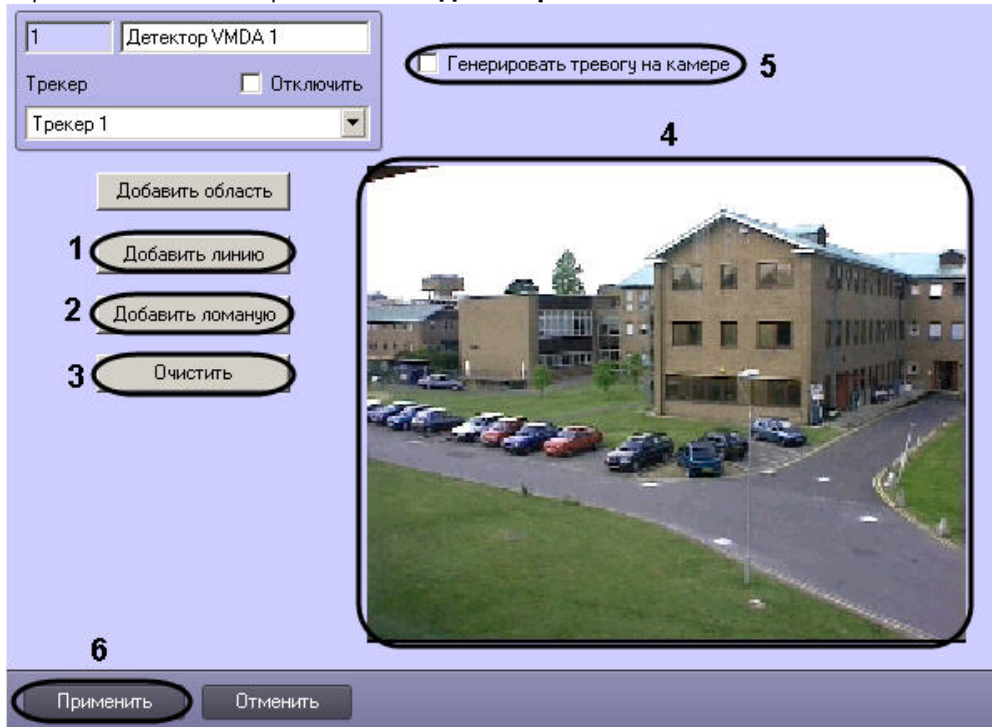 1 Детектор VMDA 1
Трекер Отключить
Трекер 1
Генерировать тревогу на камере 5
4
Добавить область
1 Добавить линию
2 Добавить ломаную
3 Очистить
6
Применить Отменить